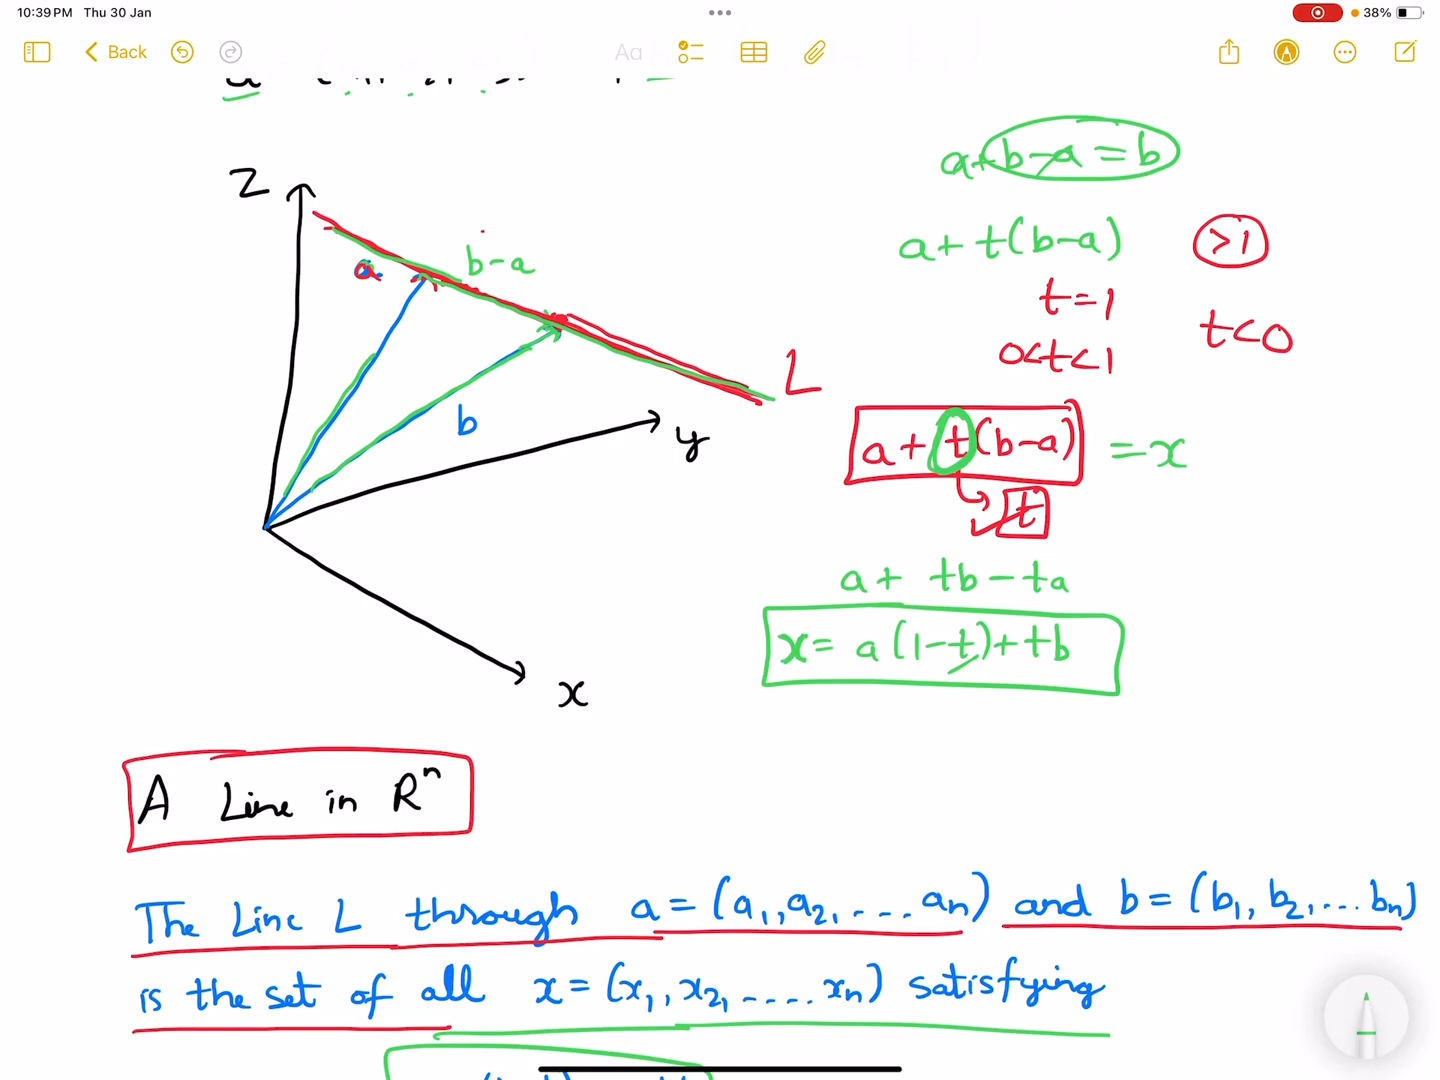 10:39 PM Thu 30 Jan
38%
Back
Aa
a+b-a=b
Z
a+t(b-a)
>1
b-a
a
t=1
t<0
0<t<1
L
b
y
a+t(b-a) =x
t
a+ tb-ta
x= a(1-t)+tb
x
A Line in Rⁿ
The Line L through a=(a₁,a₂,....aₙ) and b=(b₁,b₂,...bₙ)
is the set of all x=(x₁,x₂,.....xₙ) satisfying